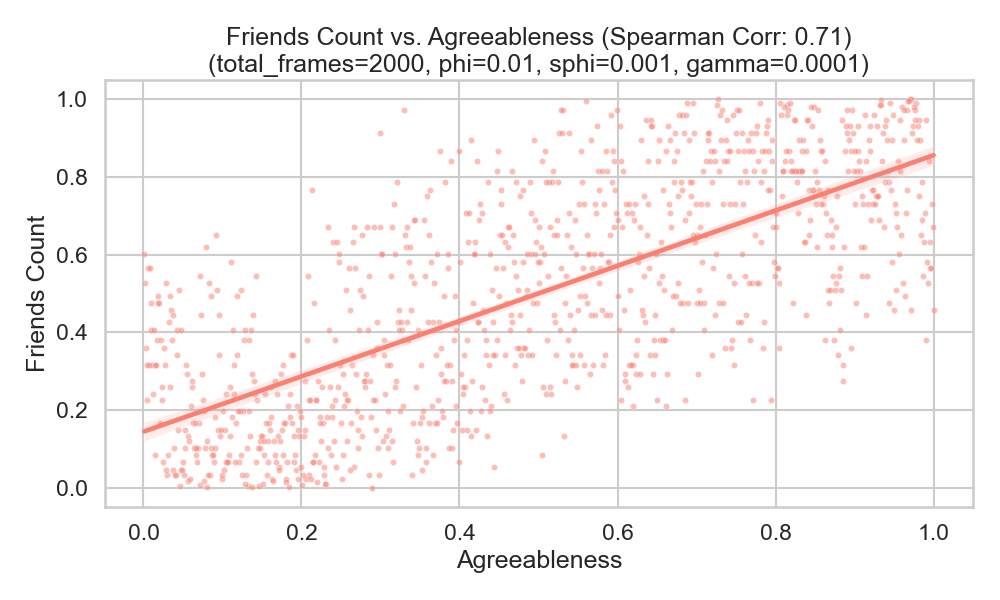 Friends Count vs. Agreeableness (Spearman Corr: 0.71)
(total_frames=2000, phi=0.01, sphi=0.001, gamma=0.0001)
Friends Count
1.0
0.8
0.6
0.4
0.2
0.0
0.0 0.2 0.4 0.6 0.8 1.0
Agreeableness